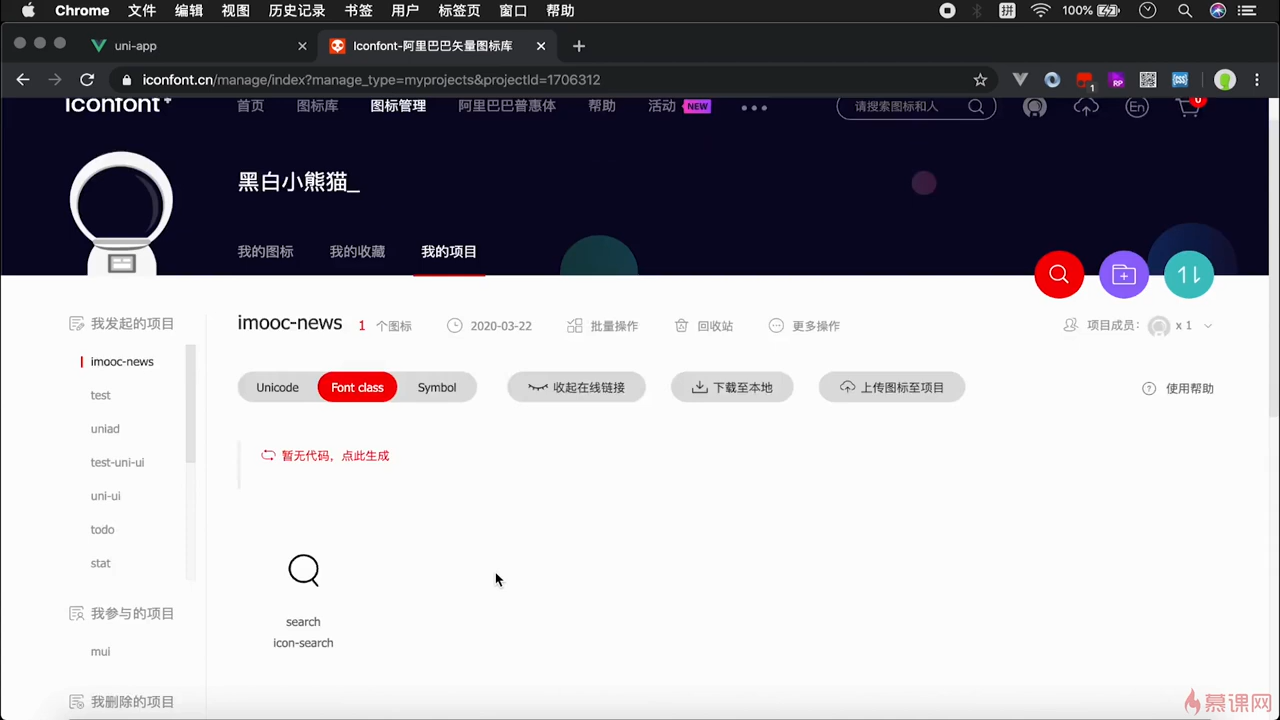 Chrome 文件 编辑 视图 历史记录 书签 用户 标签页 窗口 帮助 拼 100%
uni-app Iconfont-阿里巴巴矢量图标库
iconfont.cn/manage/index?manage_type=myprojects&projectId=1706312 RP 1
iconfont+ 首页 图标库 图标管理 阿里巴巴普惠体 帮助 活动 NEW 请搜索图标和人 En 0
黑白小熊猫_
我的图标 我的收藏 我的项目
我发起的项目 imooc-news 1 个图标 2020-03-22 批量操作 回收站 更多操作 项目成员: x 1
imooc-news
Unicode Font class Symbol 收起在线链接 下载至本地 上传图标至项目 使用帮助
test
uniad
暂无代码，点此生成
test-uni-ui
uni-ui
todo
stat
我参与的项目
search
icon-search
mui
我删除的项目
慕课网